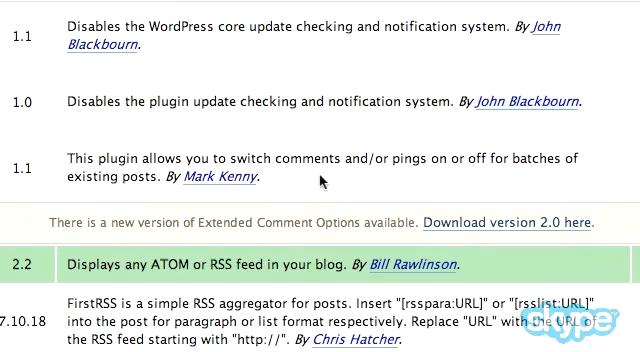 1.1 Disables the WordPress core update checking and notification system. By John
Blackbourn.
1.0 Disables the plugin update checking and notification system. By John Blackbourn.
This plugin allows you to switch comments and/or pings on or off for batches of
1.1 existing posts. By Mark Kenny.
There is a new version of Extended Comment Options available. Download version 2.0 here.
2.2 Displays any ATOM or RSS feed in your blog. By Bill Rawlinson.
FirstRSS is a simple RSS aggregator for posts. Insert "[rsspara:URL]" or "[rsslist:URL]"
7.10.18 into the post for paragraph or list format respectively. Replace "URL" with the URL of
the RSS feed starting with "http://". By Chris Hatcher.
skype